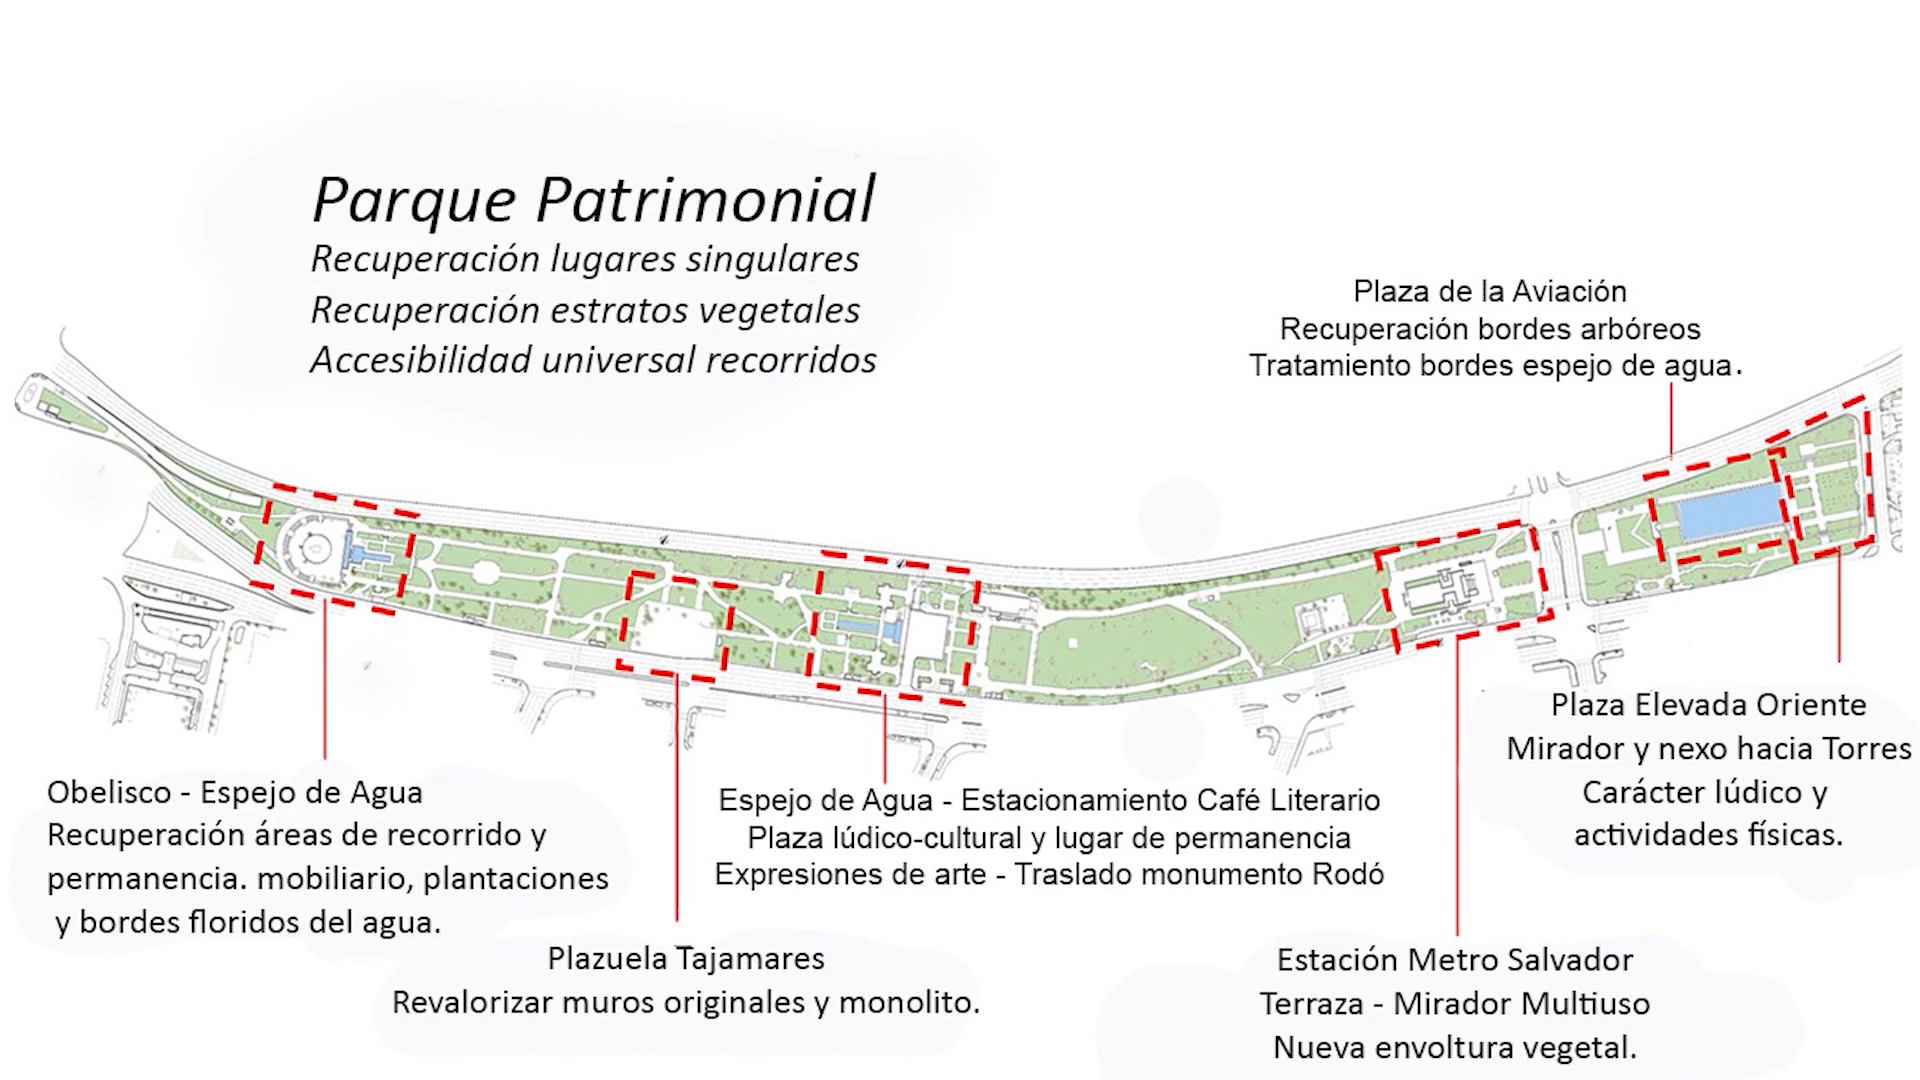 Parque Patrimonial
Recuperación lugares singulares
Recuperación estratos vegetales
Accesibilidad universal recorridos
Plaza de la Aviación
Recuperación bordes arbóreos
Tratamiento bordes espejo de agua.
Obelisco - Espejo de Agua
Recuperación áreas de recorrido y
permanencia. mobiliario, plantaciones
y bordes floridos del agua.
Plazuela Tajamares
Revalorizar muros originales y monolito.
Espejo de Agua - Estacionamiento Café Literario
Plaza lúdico-cultural y lugar de permanencia
Expresiones de arte - Traslado monumento Rodó
Estación Metro Salvador
Terraza - Mirador Multiuso
Nueva envoltura vegetal.
Plaza Elevada Oriente
Mirador y nexo hacia Torres
Carácter lúdico y
actividades físicas.